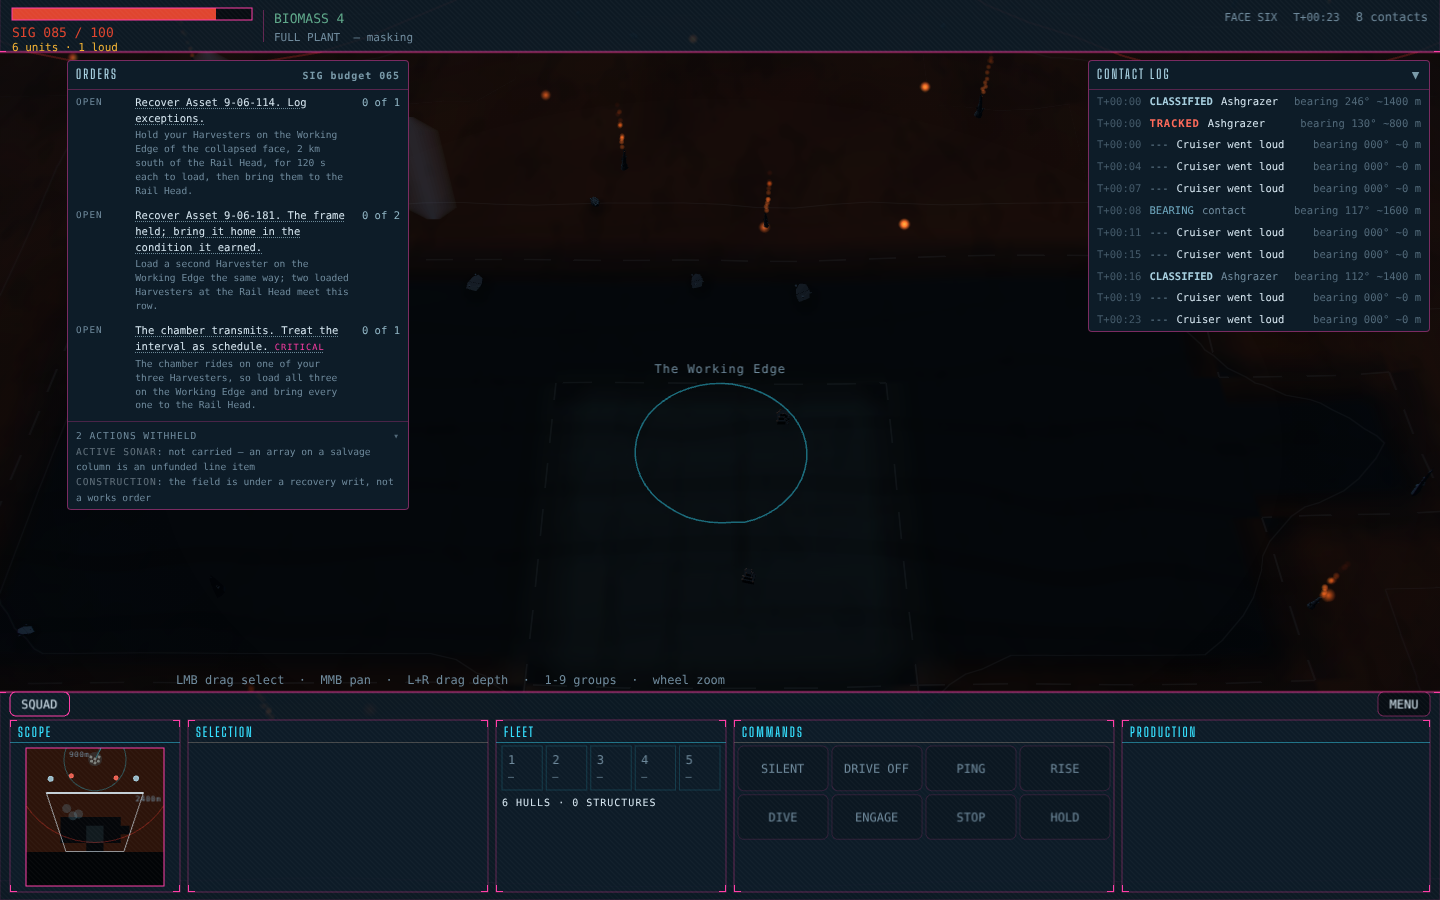 SIG 085 / 100
6 units · 1 loud
BIOMASS 4
FULL PLANT — masking
FACE SIX T+00:23 8 contacts
ORDERS SIG budget 065
OPEN Recover Asset 9-06-114. Log 0 of 1
exceptions.
Hold your Harvesters on the Working
Edge of the collapsed face, 2 km
south of the Rail Head, for 120 s
each to load, then bring them to the
Rail Head.
OPEN Recover Asset 9-06-181. The frame 0 of 2
held; bring it home in the
condition it earned.
Load a second Harvester on the
Working Edge the same way; two loaded
Harvesters at the Rail Head meet this
row.
OPEN The chamber transmits. Treat the 0 of 1
interval as schedule. CRITICAL
The chamber rides on one of your
three Harvesters, so load all three
on the Working Edge and bring every
one to the Rail Head.
2 ACTIONS WITHHELD ▾
ACTIVE SONAR: not carried — an array on a salvage
column is an unfunded line item
CONSTRUCTION: the field is under a recovery writ, not
a works order
CONTACT LOG ▼
T+00:00 CLASSIFIED Ashgrazer bearing 246° ~1400 m
T+00:00 TRACKED Ashgrazer bearing 130° ~800 m
T+00:00 --- Cruiser went loud bearing 000° ~0 m
T+00:04 --- Cruiser went loud bearing 000° ~0 m
T+00:07 --- Cruiser went loud bearing 000° ~0 m
T+00:08 BEARING contact bearing 117° ~1600 m
T+00:11 --- Cruiser went loud bearing 000° ~0 m
T+00:15 --- Cruiser went loud bearing 000° ~0 m
T+00:16 CLASSIFIED Ashgrazer bearing 112° ~1400 m
T+00:19 --- Cruiser went loud bearing 000° ~0 m
T+00:23 --- Cruiser went loud bearing 000° ~0 m
The Working Edge
LMB drag select · MMB pan · L+R drag depth · 1-9 groups · wheel zoom
SQUAD
MENU
SCOPE
900m
SELECTION
FLEET
1 2 3 4 5
— — — — —
6 HULLS · 0 STRUCTURES
COMMANDS
SILENT DRIVE OFF PING RISE
DIVE ENGAGE STOP HOLD
PRODUCTION